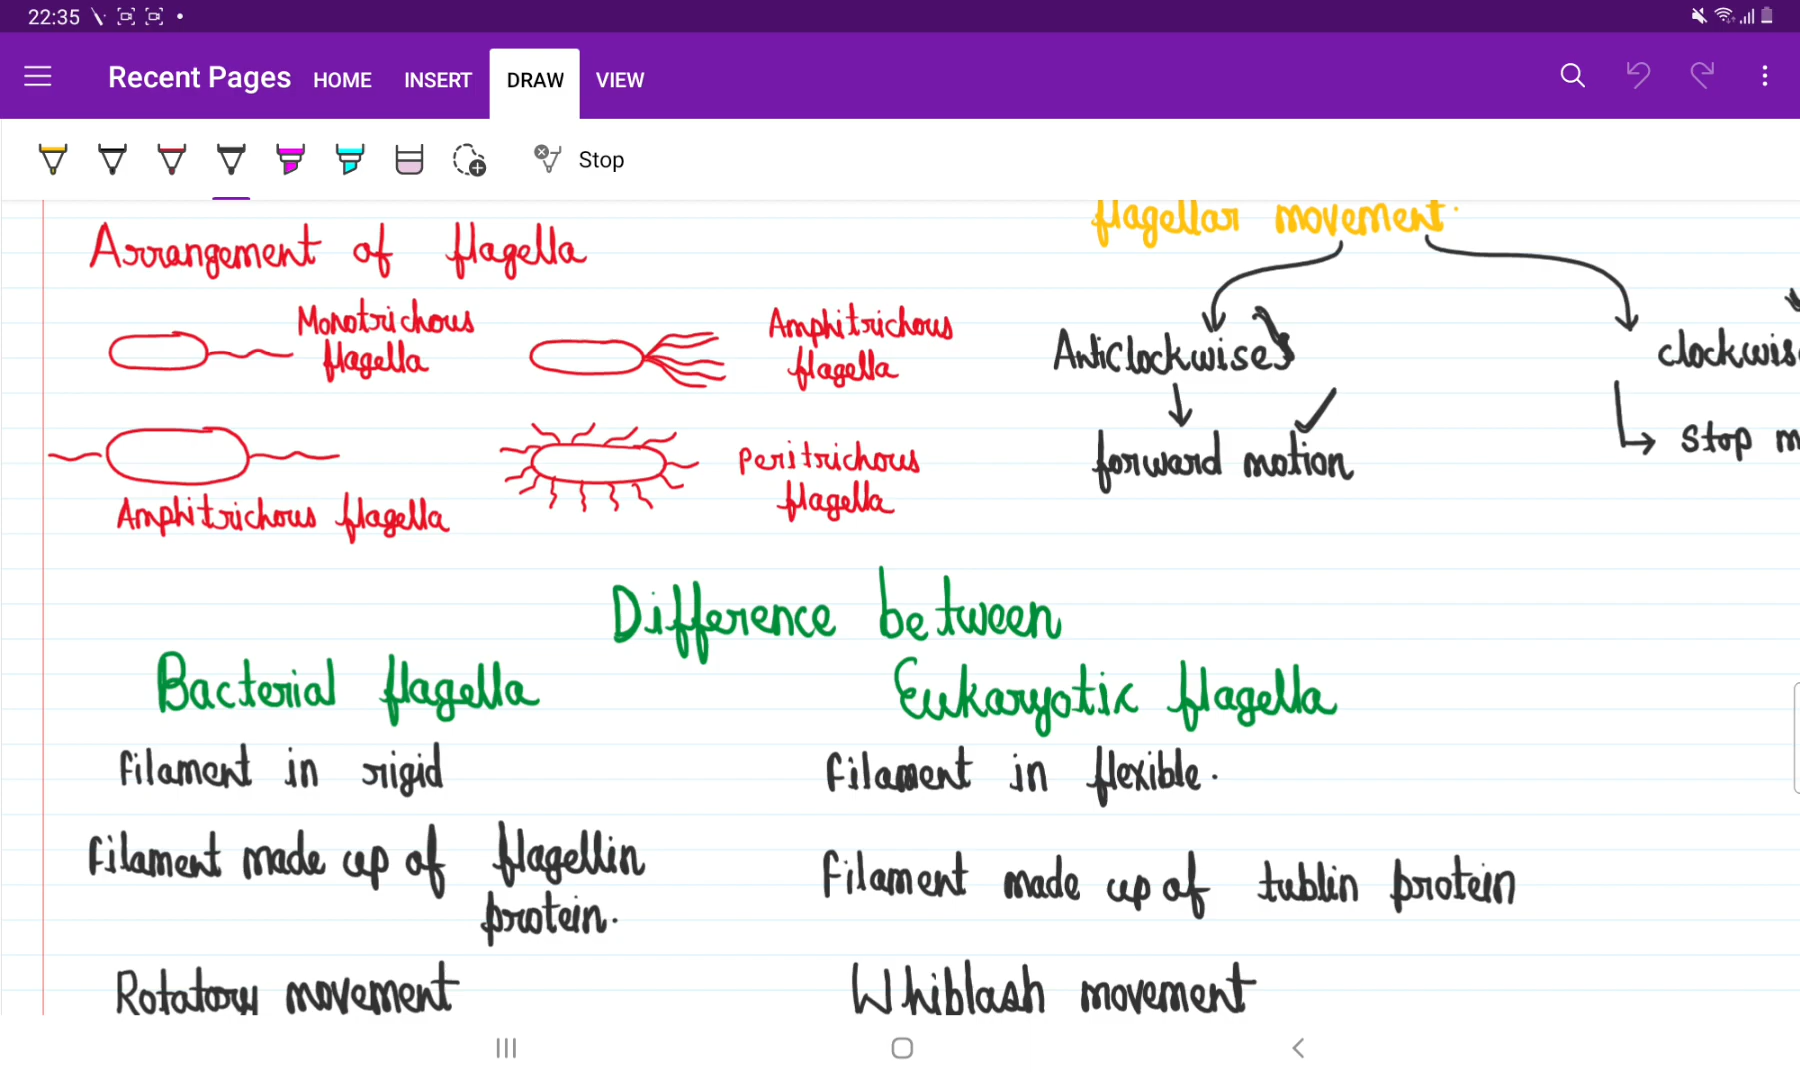 22:35
Recent Pages HOME INSERT DRAW VIEW
Stop
Arrangement of flagella
Monotrichous
flagella
Amphitrichous
flagella
Amphitrichous flagella
Peritrichous
flagella
flagellar movement.
Anticlockwise
clockwise
forward motion
Stop m
Difference between
Bacterial flagella
Eukaryotic flagella
Filament in rigid
Filament in flexible.
Filament made up of flagellin
protein.
Filament made up of tublin protein
Rotatory movement
Whiblash movement